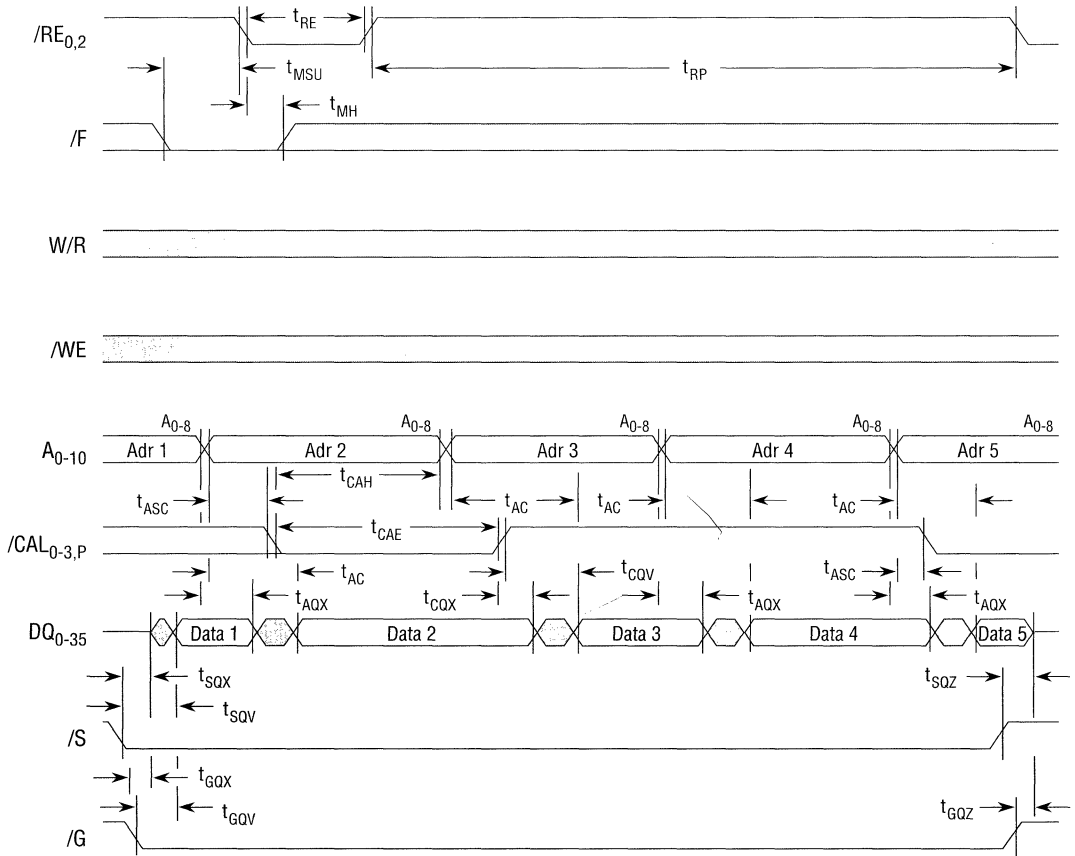 /RE0,2
tRE
tMSU
tRP
tMH
/F
W/R
/WE
A0-8 A0-8 A0-8 A0-8 A0-8
A0-10 Adr 1 Adr 2 Adr 3 Adr 4 Adr 5
tCAH
tASC tAC tAC tAC
tCAE
/CAL0-3,P
tAC tCQV tASC
tAQX tCQX tAQX tAQX
DQ0-35 Data 1 Data 2 Data 3 Data 4 Data 5
tSQX tSQZ
tSQV
/S
tGQX
tGQV tGQZ
/G